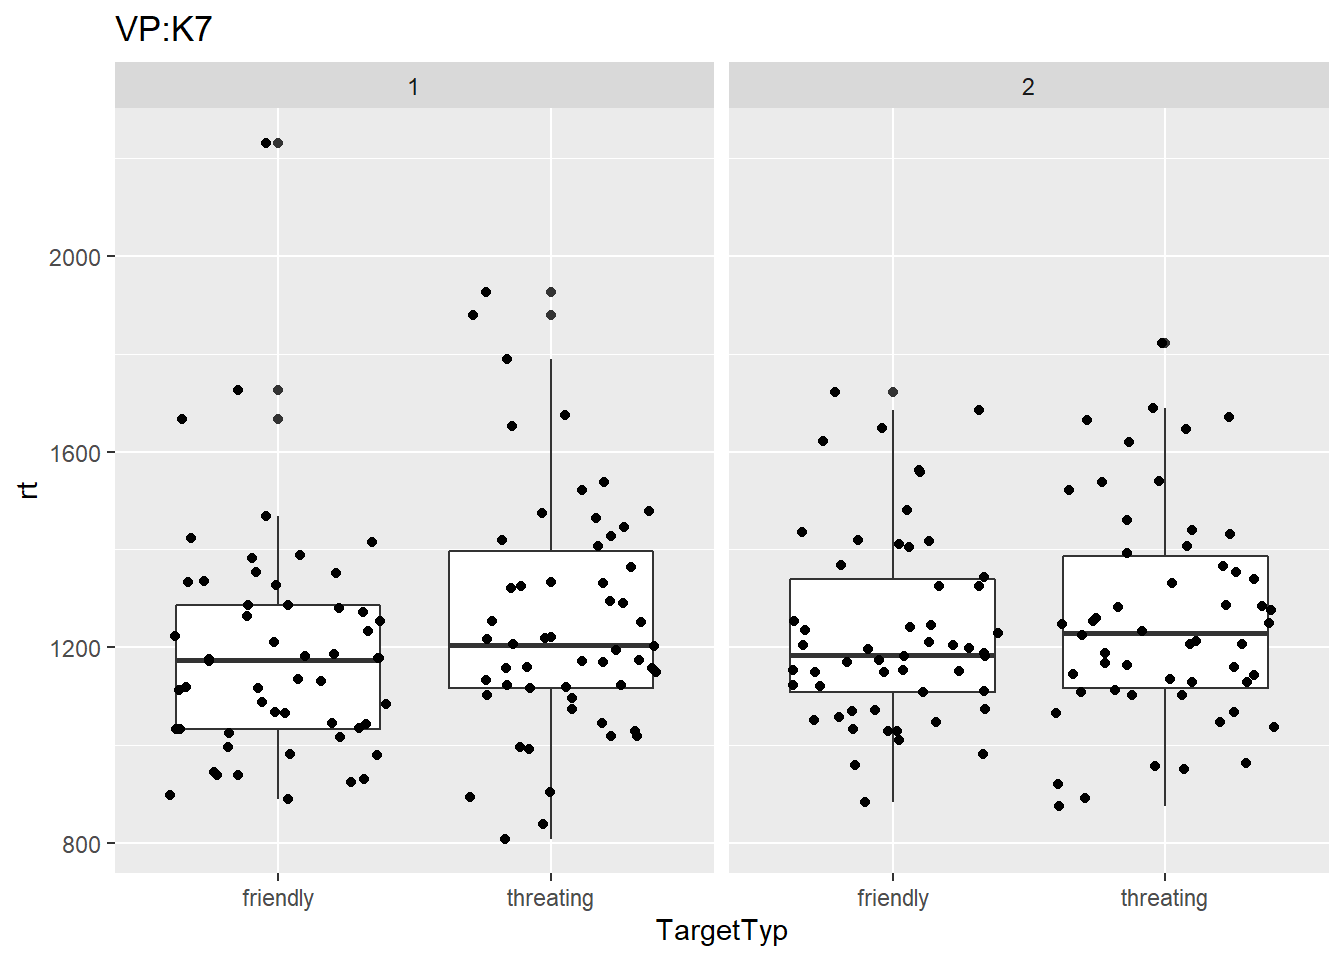 VP:K7
1 2
2000
1600
1200
800
rt
friendly threating friendly threating
TargetTyp